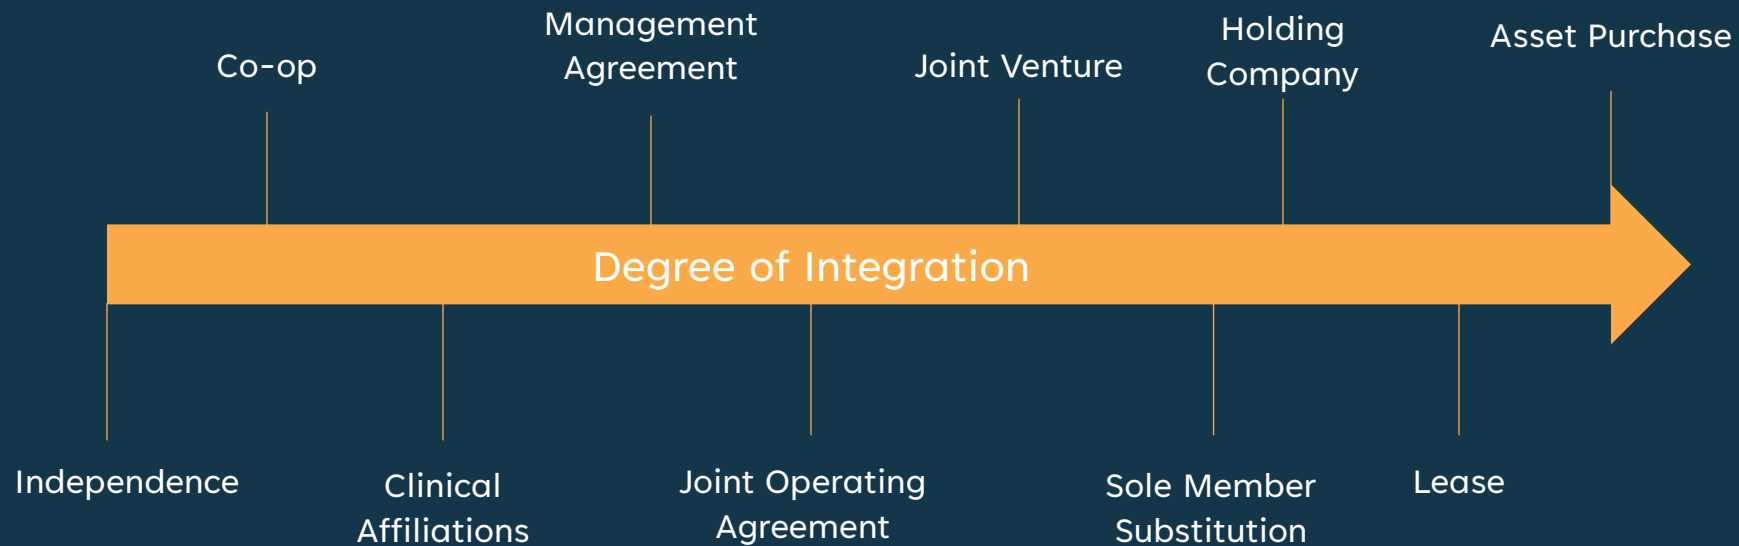 Co-op
Management
Agreement
Joint Venture
Holding
Company
Asset Purchase
Degree of Integration
Independence
Clinical
Affiliations
Joint Operating
Agreement
Sole Member
Substitution
Lease